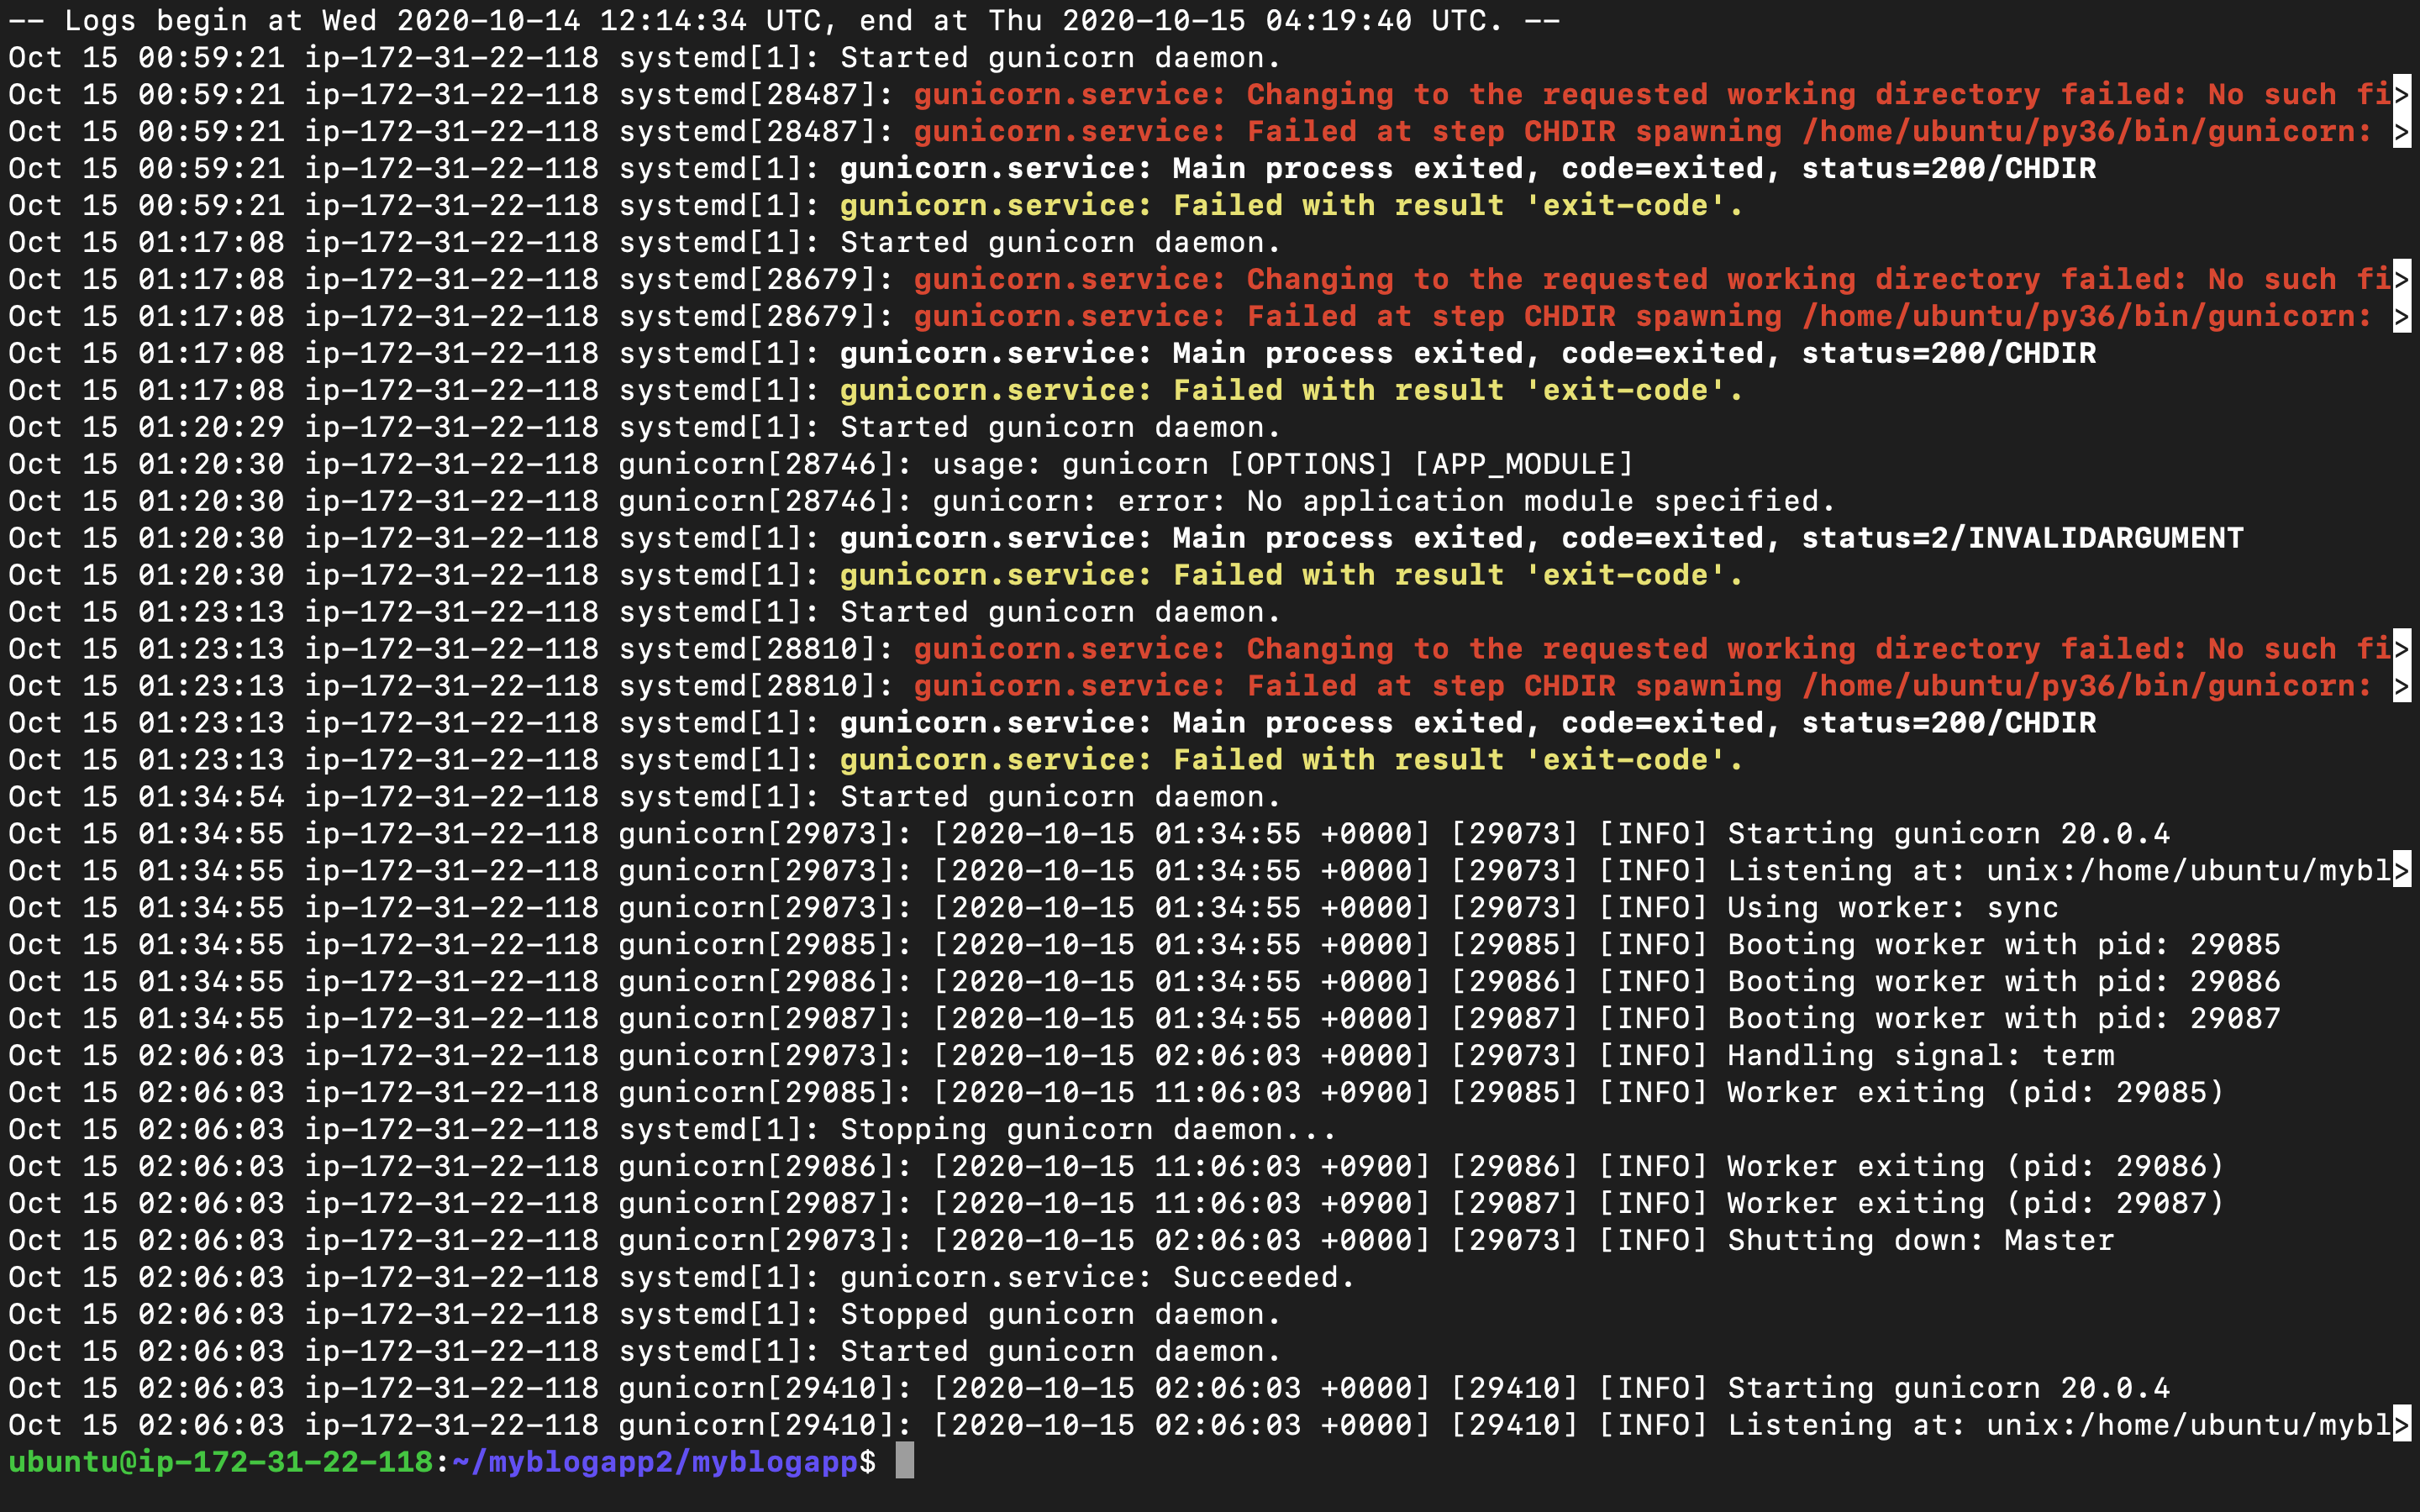 -- Logs begin at Wed 2020-10-14 12:14:34 UTC, end at Thu 2020-10-15 04:19:40 UTC. --
Oct 15 00:59:21 ip-172-31-22-118 systemd[1]: Started gunicorn daemon.
Oct 15 00:59:21 ip-172-31-22-118 systemd[28487]: gunicorn.service: Changing to the requested working directory failed: No such fi>
Oct 15 00:59:21 ip-172-31-22-118 systemd[28487]: gunicorn.service: Failed at step CHDIR spawning /home/ubuntu/py36/bin/gunicorn: >
Oct 15 00:59:21 ip-172-31-22-118 systemd[1]: gunicorn.service: Main process exited, code=exited, status=200/CHDIR
Oct 15 00:59:21 ip-172-31-22-118 systemd[1]: gunicorn.service: Failed with result 'exit-code'.
Oct 15 01:17:08 ip-172-31-22-118 systemd[1]: Started gunicorn daemon.
Oct 15 01:17:08 ip-172-31-22-118 systemd[28679]: gunicorn.service: Changing to the requested working directory failed: No such fi>
Oct 15 01:17:08 ip-172-31-22-118 systemd[28679]: gunicorn.service: Failed at step CHDIR spawning /home/ubuntu/py36/bin/gunicorn: >
Oct 15 01:17:08 ip-172-31-22-118 systemd[1]: gunicorn.service: Main process exited, code=exited, status=200/CHDIR
Oct 15 01:17:08 ip-172-31-22-118 systemd[1]: gunicorn.service: Failed with result 'exit-code'.
Oct 15 01:20:29 ip-172-31-22-118 systemd[1]: Started gunicorn daemon.
Oct 15 01:20:30 ip-172-31-22-118 gunicorn[28746]: usage: gunicorn [OPTIONS] [APP_MODULE]
Oct 15 01:20:30 ip-172-31-22-118 gunicorn[28746]: gunicorn: error: No application module specified.
Oct 15 01:20:30 ip-172-31-22-118 systemd[1]: gunicorn.service: Main process exited, code=exited, status=2/INVALIDARGUMENT
Oct 15 01:20:30 ip-172-31-22-118 systemd[1]: gunicorn.service: Failed with result 'exit-code'.
Oct 15 01:23:13 ip-172-31-22-118 systemd[1]: Started gunicorn daemon.
Oct 15 01:23:13 ip-172-31-22-118 systemd[28810]: gunicorn.service: Changing to the requested working directory failed: No such fi>
Oct 15 01:23:13 ip-172-31-22-118 systemd[28810]: gunicorn.service: Failed at step CHDIR spawning /home/ubuntu/py36/bin/gunicorn: >
Oct 15 01:23:13 ip-172-31-22-118 systemd[1]: gunicorn.service: Main process exited, code=exited, status=200/CHDIR
Oct 15 01:23:13 ip-172-31-22-118 systemd[1]: gunicorn.service: Failed with result 'exit-code'.
Oct 15 01:34:54 ip-172-31-22-118 systemd[1]: Started gunicorn daemon.
Oct 15 01:34:55 ip-172-31-22-118 gunicorn[29073]: [2020-10-15 01:34:55 +0000] [29073] [INFO] Starting gunicorn 20.0.4
Oct 15 01:34:55 ip-172-31-22-118 gunicorn[29073]: [2020-10-15 01:34:55 +0000] [29073] [INFO] Listening at: unix:/home/ubuntu/mybl>
Oct 15 01:34:55 ip-172-31-22-118 gunicorn[29073]: [2020-10-15 01:34:55 +0000] [29073] [INFO] Using worker: sync
Oct 15 01:34:55 ip-172-31-22-118 gunicorn[29085]: [2020-10-15 01:34:55 +0000] [29085] [INFO] Booting worker with pid: 29085
Oct 15 01:34:55 ip-172-31-22-118 gunicorn[29086]: [2020-10-15 01:34:55 +0000] [29086] [INFO] Booting worker with pid: 29086
Oct 15 01:34:55 ip-172-31-22-118 gunicorn[29087]: [2020-10-15 01:34:55 +0000] [29087] [INFO] Booting worker with pid: 29087
Oct 15 02:06:03 ip-172-31-22-118 gunicorn[29073]: [2020-10-15 02:06:03 +0000] [29073] [INFO] Handling signal: term
Oct 15 02:06:03 ip-172-31-22-118 gunicorn[29085]: [2020-10-15 11:06:03 +0900] [29085] [INFO] Worker exiting (pid: 29085)
Oct 15 02:06:03 ip-172-31-22-118 systemd[1]: Stopping gunicorn daemon...
Oct 15 02:06:03 ip-172-31-22-118 gunicorn[29086]: [2020-10-15 11:06:03 +0900] [29086] [INFO] Worker exiting (pid: 29086)
Oct 15 02:06:03 ip-172-31-22-118 gunicorn[29087]: [2020-10-15 11:06:03 +0900] [29087] [INFO] Worker exiting (pid: 29087)
Oct 15 02:06:03 ip-172-31-22-118 gunicorn[29073]: [2020-10-15 02:06:03 +0000] [29073] [INFO] Shutting down: Master
Oct 15 02:06:03 ip-172-31-22-118 systemd[1]: gunicorn.service: Succeeded.
Oct 15 02:06:03 ip-172-31-22-118 systemd[1]: Stopped gunicorn daemon.
Oct 15 02:06:03 ip-172-31-22-118 systemd[1]: Started gunicorn daemon.
Oct 15 02:06:03 ip-172-31-22-118 gunicorn[29410]: [2020-10-15 02:06:03 +0000] [29410] [INFO] Starting gunicorn 20.0.4
Oct 15 02:06:03 ip-172-31-22-118 gunicorn[29410]: [2020-10-15 02:06:03 +0000] [29410] [INFO] Listening at: unix:/home/ubuntu/mybl>
ubuntu@ip-172-31-22-118:~/myblogapp2/myblogapp$